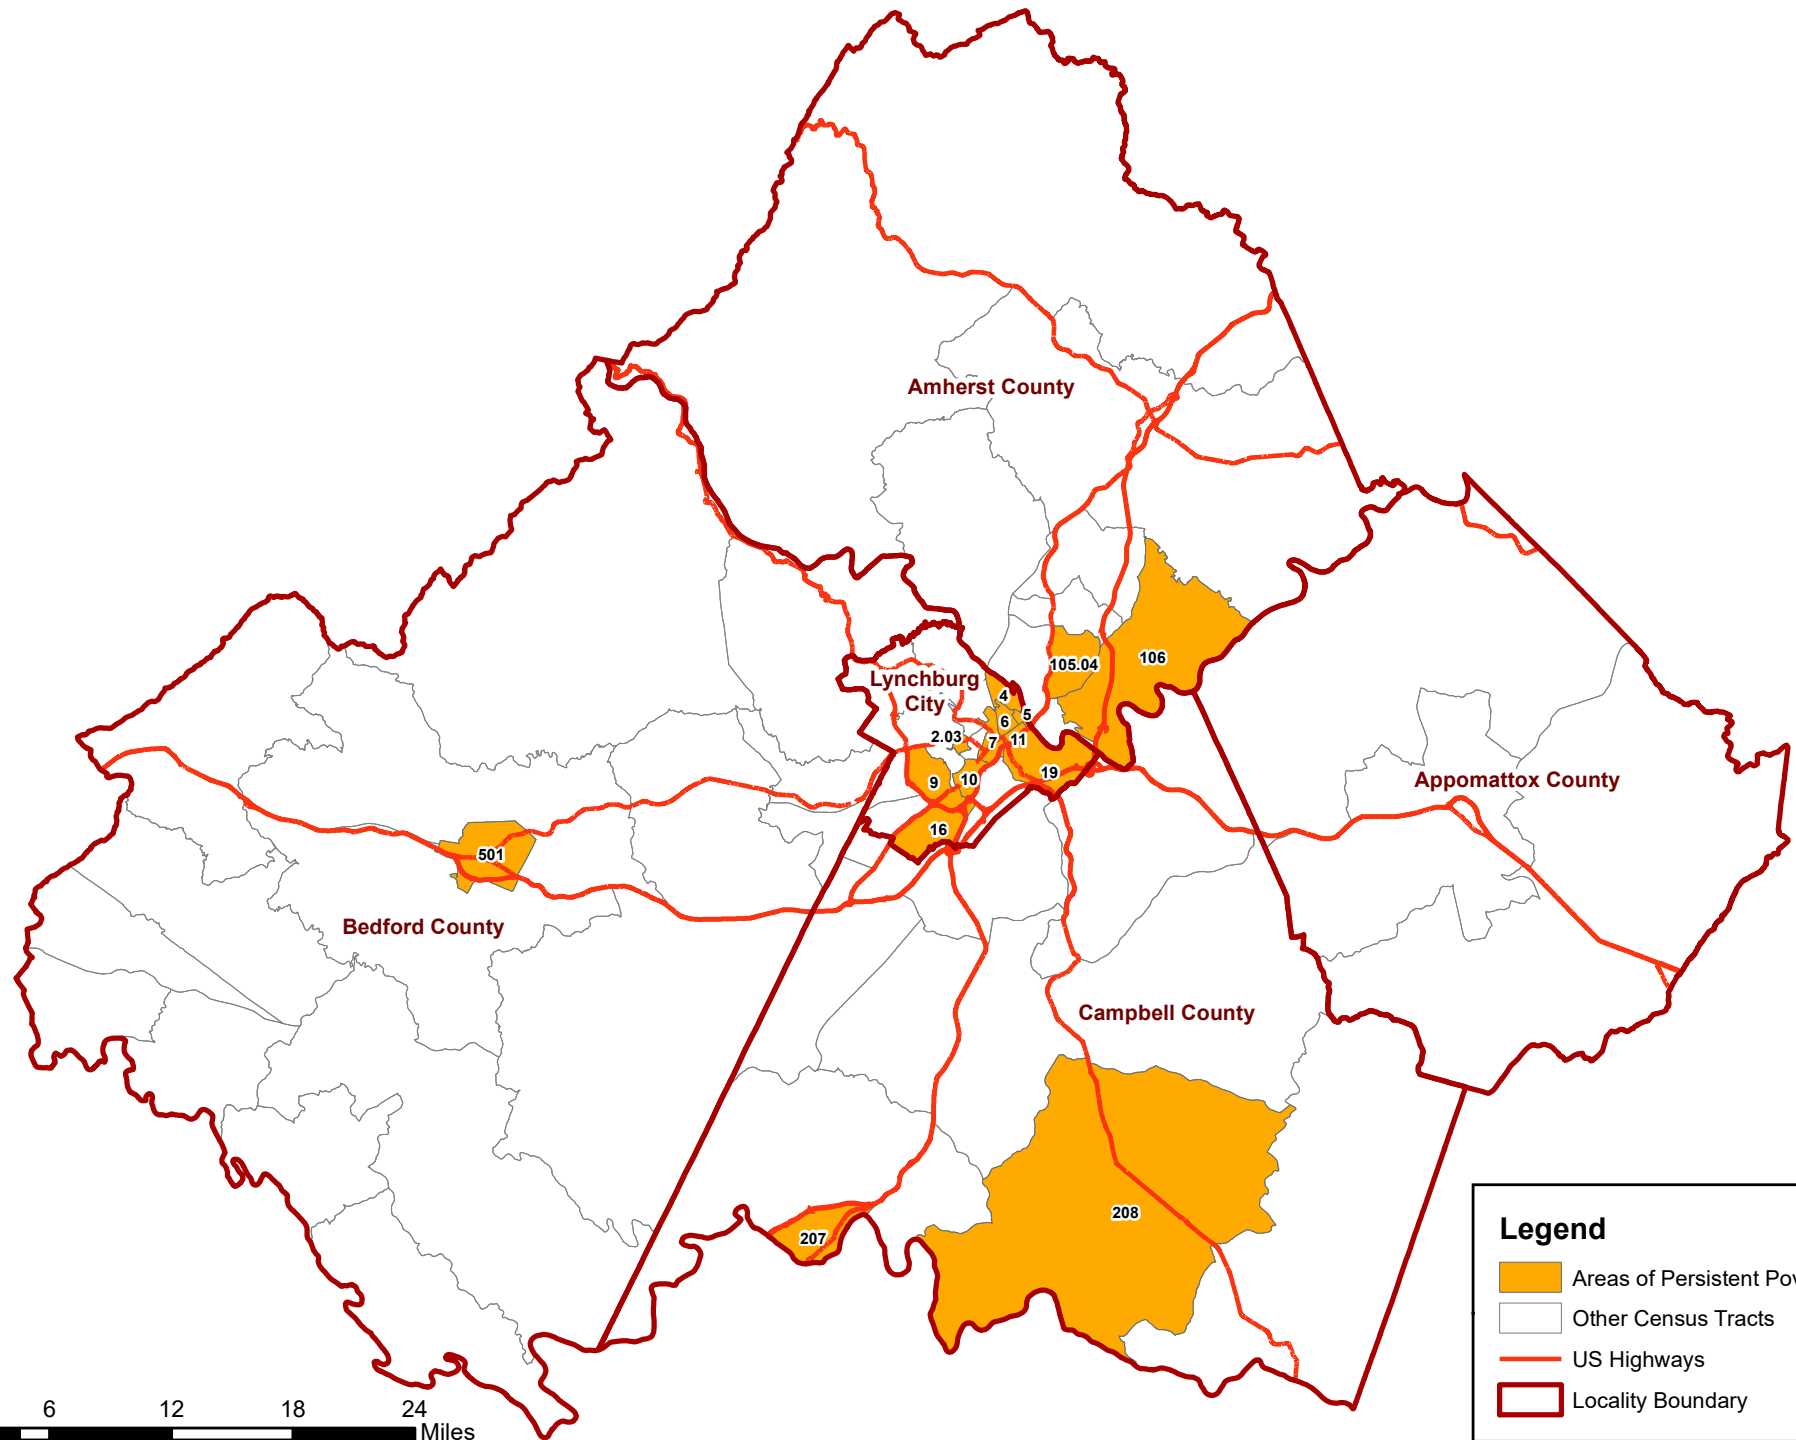 Amherst County
105.04
106
Lynchburg
City
4
5
6
2.03
7
11
19
9
10
16
Appomattox County
501
Bedford County
Campbell County
208
207
Legend
Areas of Persistent Pov
Other Census Tracts
US Highways
Locality Boundary
6 12 18 24
Miles